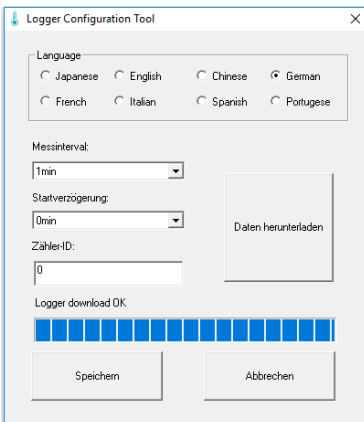 Logger Configuration Tool
Language
Japanese English Chinese German
French Italian Spanish Portugese
Messinterval:
1min
Startverzögerung:
0min
Daten herunterladen
Zähler-ID:
0
Logger download OK
Speichern Abbrechen